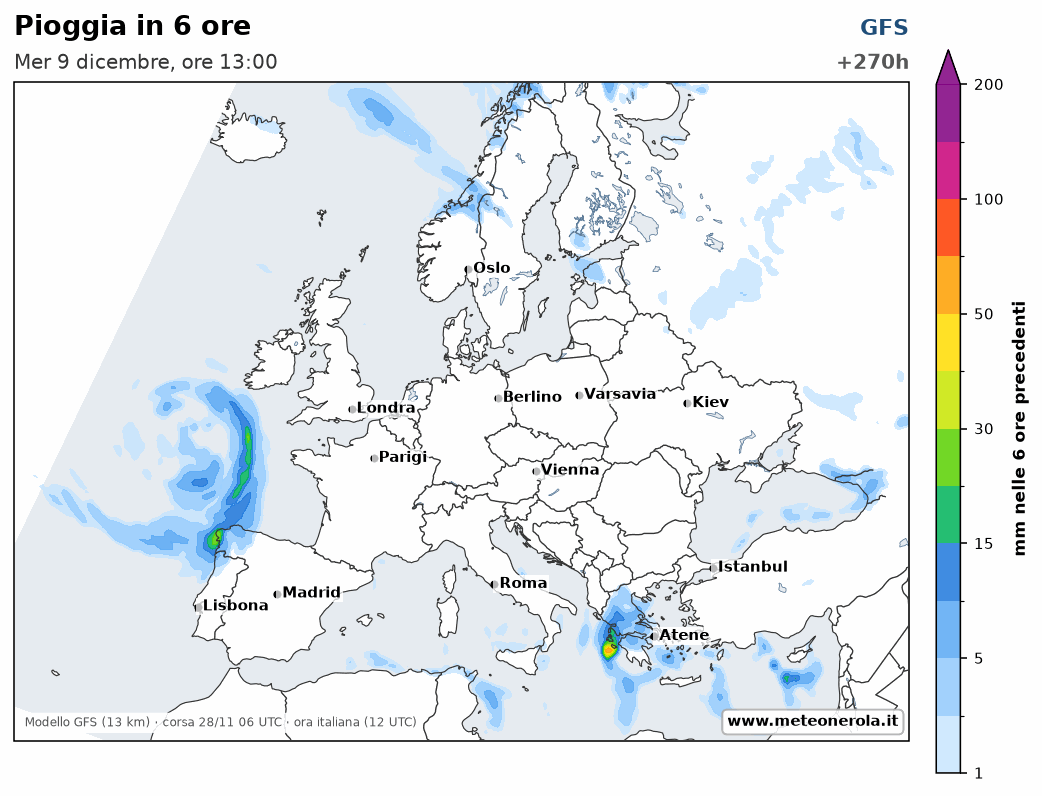 Pioggia in 6 ore
GFS
Mer 9 dicembre, ore 13:00
+270h
200
100
50
30
15
5
1
mm nelle 6 ore precedenti
Oslo
Berlino
Varsavia
Kiev
Londra
Parigi
Vienna
Istanbul
Roma
Madrid
Lisbona
Atene
Modello GFS (13 km) · corsa 28/11 06 UTC · ora italiana (12 UTC)
www.meteonerola.it